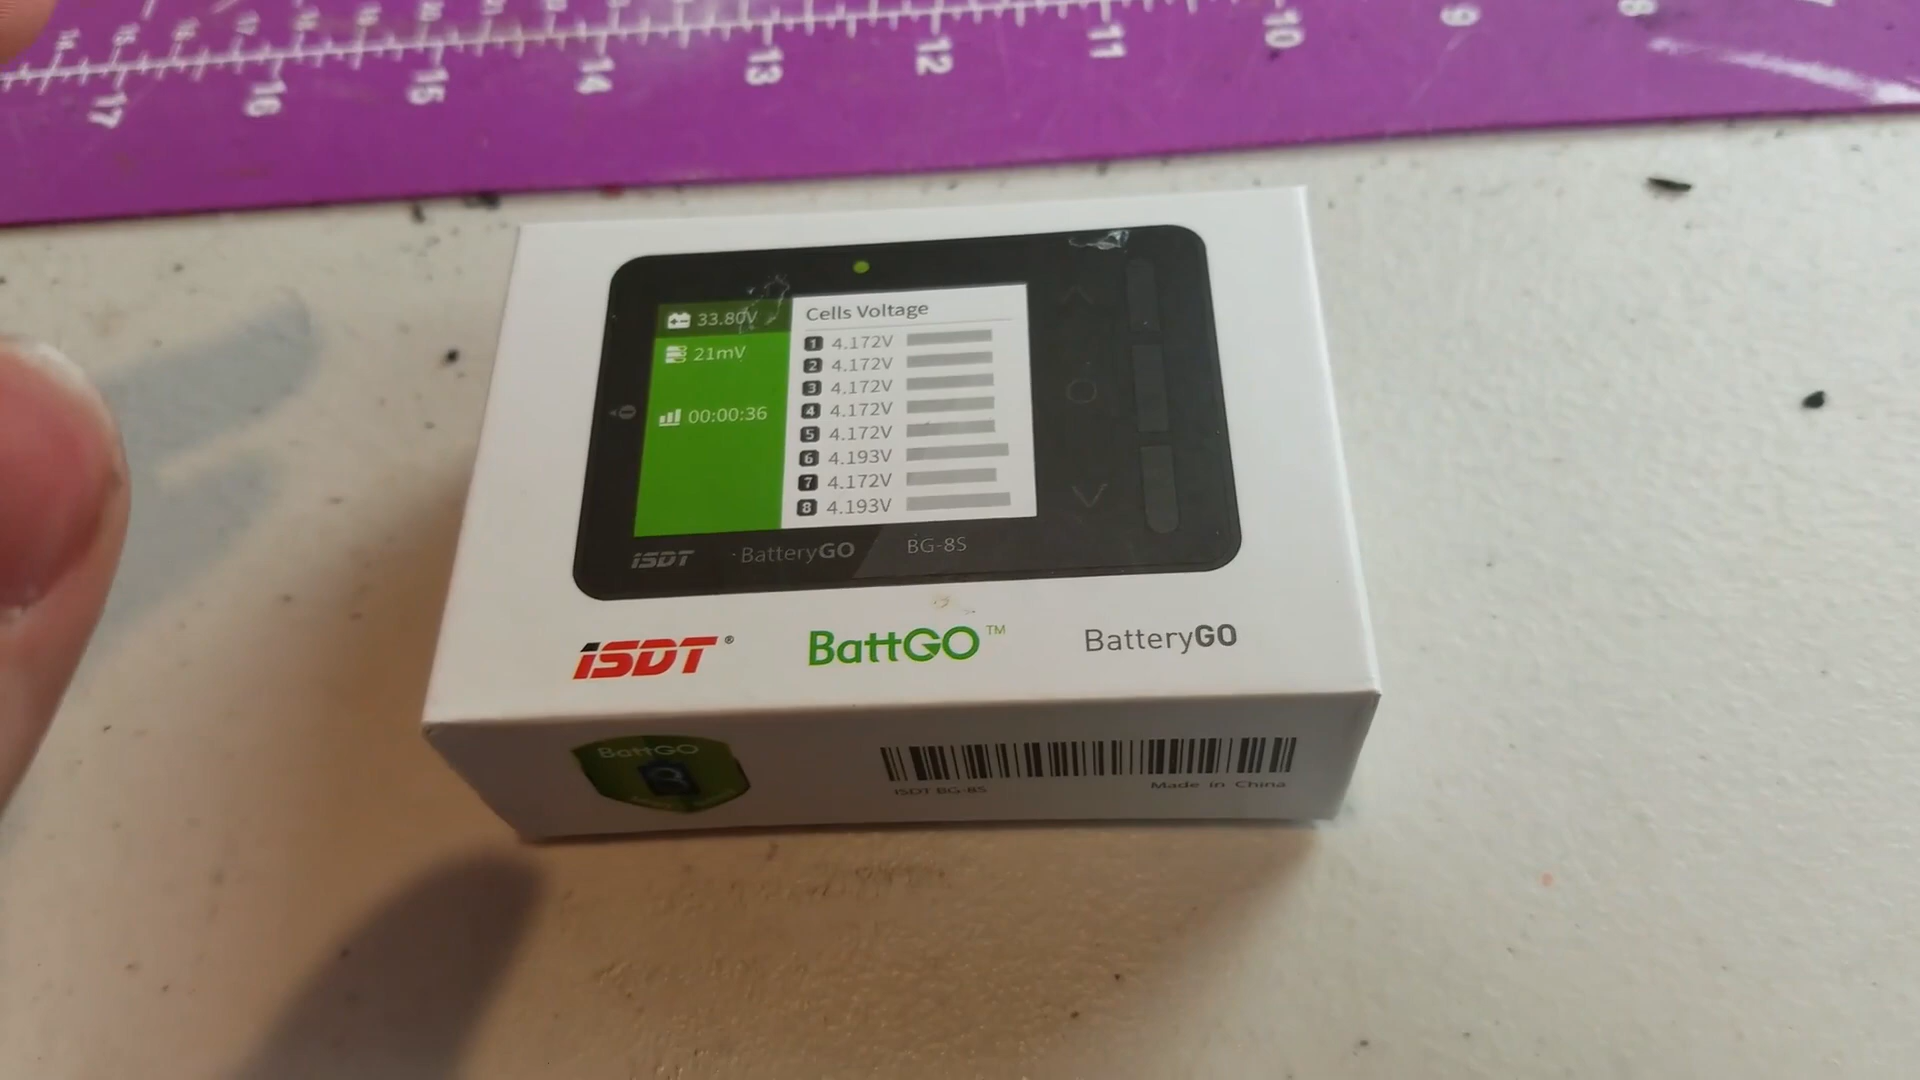 17 16 15 14 13 12 11 10 9 8
33.80V
21mV
00:00:36
Cells Voltage
1 4.172V
2 4.172V
3 4.172V
4 4.172V
5 4.172V
6 4.193V
7 4.172V
8 4.193V
ISDT BatteryGO BG-8S
ISDT® BattGO™ BatteryGO
BattGO
ISDT BG-8S Made in China